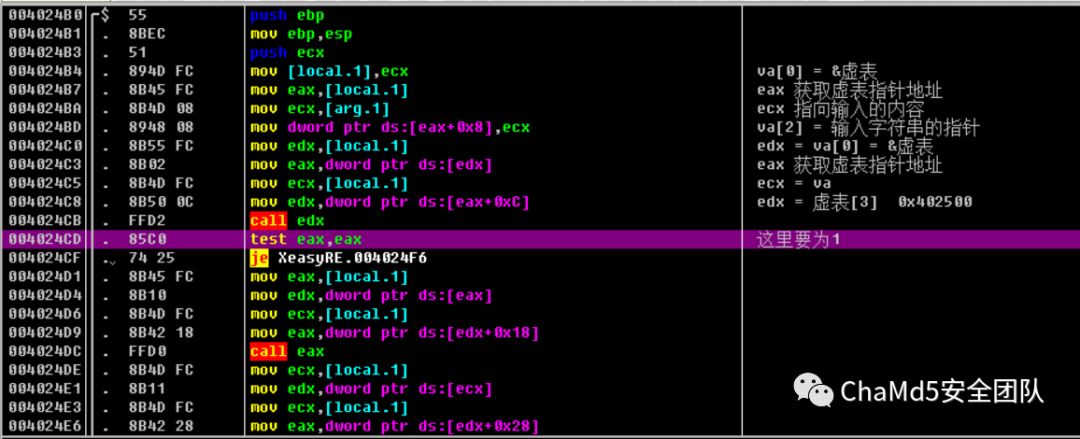 004024B0 $ 55 push ebp
004024B1 . 8BEC mov ebp,esp
004024B3 . 51 push ecx
004024B4 . 894D FC mov [local.1],ecx va[0] = &虚表
004024B7 . 8B45 FC mov eax,[local.1] eax 获取虚表指针地址
004024BA . 8B4D 08 mov ecx,[arg.1] ecx 指向输入的内容
004024BD . 8948 08 mov dword ptr ds:[eax+0x8],ecx va[2] = 输入字符串的指针
004024C0 . 8B55 FC mov edx,[local.1] edx = va[0] = &虚表
004024C3 . 8B02 mov eax,dword ptr ds:[edx] eax 获取虚表指针地址
004024C5 . 8B4D FC mov ecx,[local.1] ecx = va
004024C8 . 8B50 0C mov edx,dword ptr ds:[eax+0xC] edx = 虚表[3] 0x402500
004024CB . FFD2 call edx
004024CD . 85C0 test eax,eax 这里要为1
004024CF . 74 25 je XeasyRE.004024F6
004024D1 . 8B45 FC mov eax,[local.1]
004024D4 . 8B10 mov edx,dword ptr ds:[eax]
004024D6 . 8B4D FC mov ecx,[local.1]
004024D9 . 8B42 18 mov eax,dword ptr ds:[edx+0x18]
004024DC . FFD0 call eax
004024DE . 8B4D FC mov ecx,[local.1]
004024E1 . 8B11 mov edx,dword ptr ds:[ecx]
004024E3 . 8B4D FC mov ecx,[local.1]
004024E6 . 8B42 28 mov eax,dword ptr ds:[edx+0x28]
ChaMd5安全团队